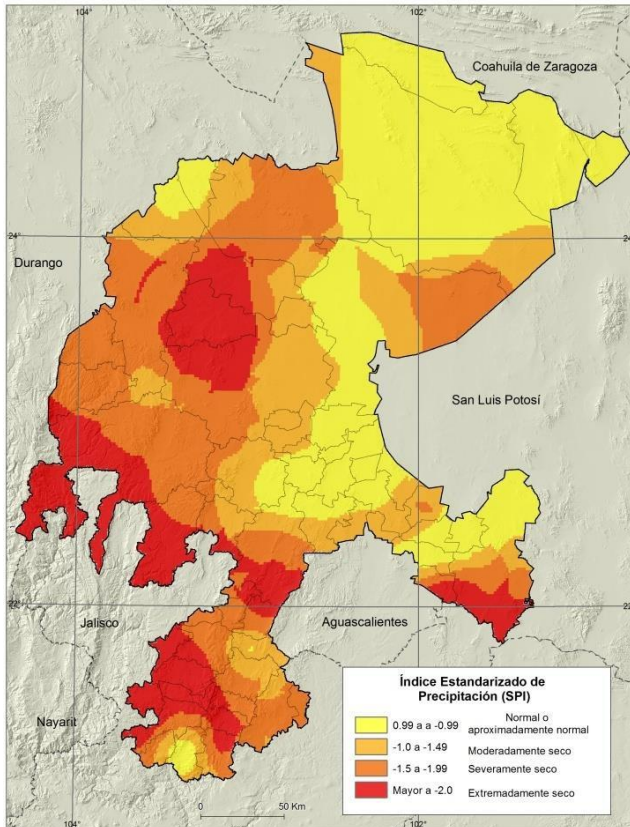 104°
102°
Coahuila de Zaragoza
24°
24
Durango
San Luis Potosí
22°
22
Jalisco
Aguascalientes
Nayarit
Índice Estandarizado de
Precipitación (SPI)
0.99 a a -0.99 Normal o
aproximadamente normal
-1.0 a -1.49 Moderadamente seco
-1.5 a -1.99 Severamente seco
Mayor a -2.0 Extremadamente seco
0 50 Km
104°
102°